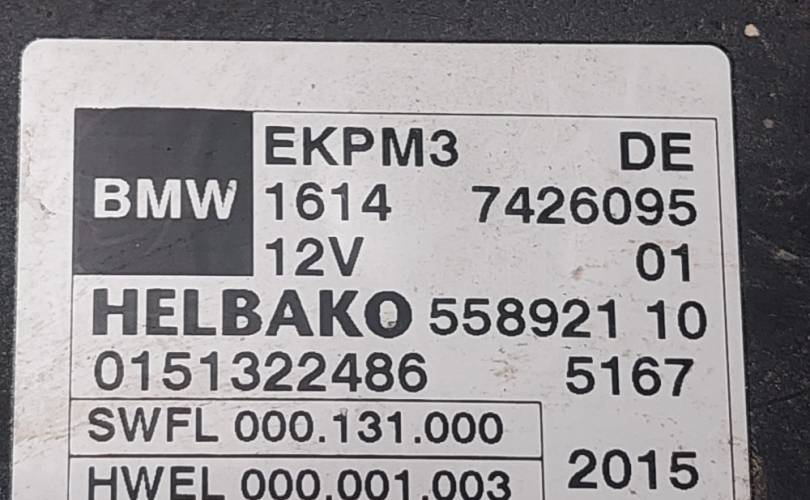 EKPM3 DE
BMW 1614 7426095
12V 01
HELBAKO 558921 10
0151322486 5167
SWFL 000.131.000
HWEL 000.001.003 2015